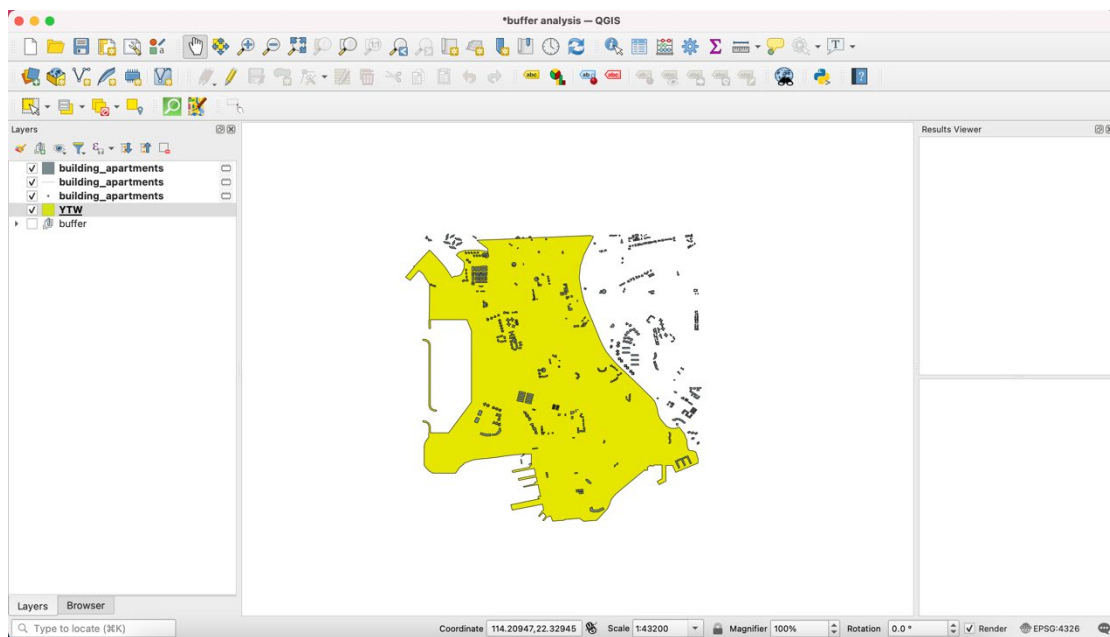 *buffer analysis — QGIS
Layers
building_apartments
building_apartments
building_apartments
YTW
buffer
Results Viewer
Layers Browser
Type to locate (⌘K)
Coordinate 114.20947,22.32945 Scale 1:43200 Magnifier 100% Rotation 0.0 ° Render EPSG:4326